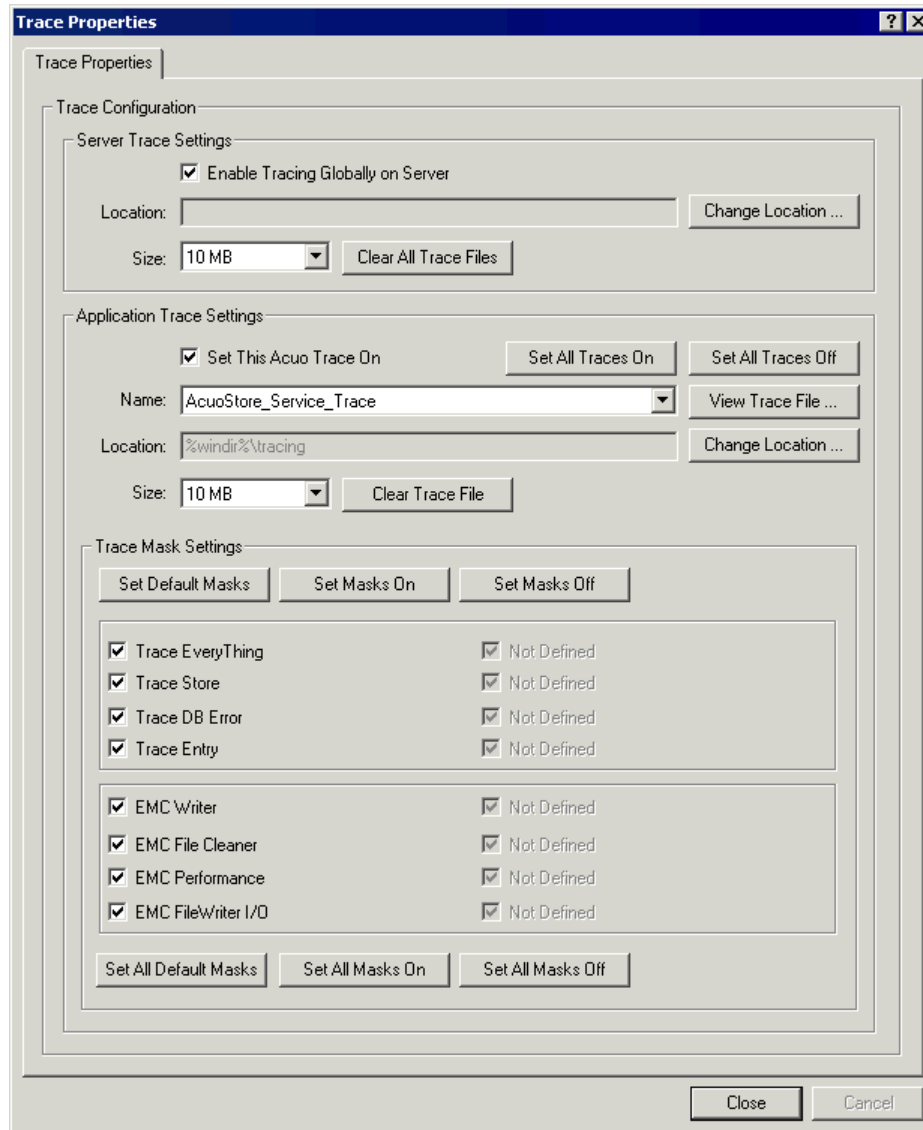 Trace Properties
Trace Properties
Trace Configuration
Server Trace Settings
Enable Tracing Globally on Server
Location: Change Location ...
Size: 10 MB Clear All Trace Files
Application Trace Settings
Set This Acuo Trace On Set All Traces On Set All Traces Off
Name: AcuoStore_Service_Trace View Trace File ...
Location: %windir%\tracing Change Location ...
Size: 10 MB Clear Trace File
Trace Mask Settings
Set Default Masks Set Masks On Set Masks Off
Trace EveryThing Not Defined
Trace Store Not Defined
Trace DB Error Not Defined
Trace Entry Not Defined
EMC Writer Not Defined
EMC File Cleaner Not Defined
EMC Performance Not Defined
EMC FileWriter I/O Not Defined
Set All Default Masks Set All Masks On Set All Masks Off
Close Cancel